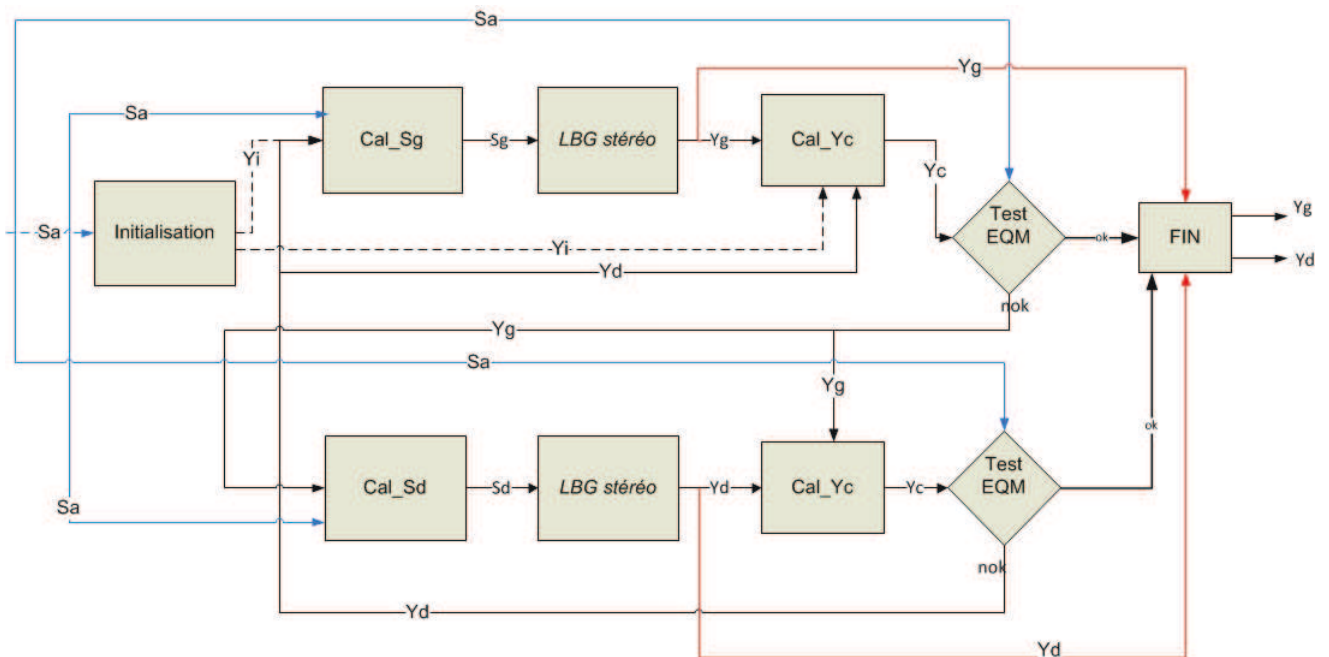 Sa
Yg
Sa
Cal_Sg
Sg
LBG stéréo
Yg
Cal_Yc
Yi
Yc
Sa
Initialisation
Test
EQM
ok
FIN
Yg
Yd
Yi
Yd
nok
Yg
Sa
Yg
ok
Sa
Cal_Sd
Sd
LBG stéréo
Yd
Cal_Yc
Yc
Test
EQM
nok
Yd
Yd